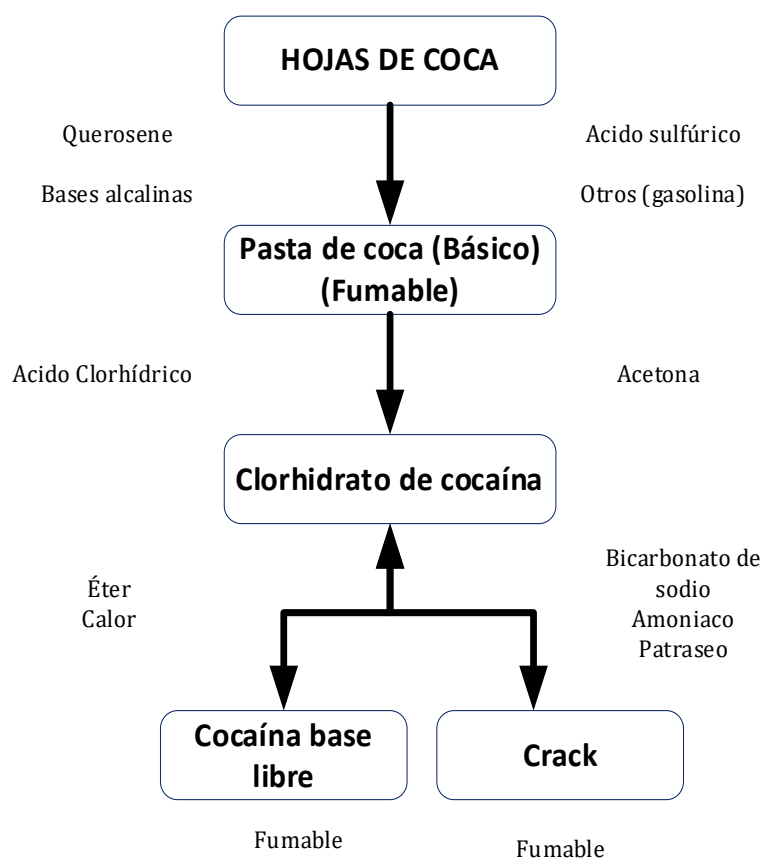 HOJAS DE COCA
Querosene
Acido sulfúrico
Bases alcalinas
Otros (gasolina)
Pasta de coca (Básico)
(Fumable)
Acido Clorhídrico
Acetona
Clorhidrato de cocaína
Éter
Calor
Bicarbonato de
sodio
Amoniaco
Patraseo
Cocaína base
libre
Crack
Fumable
Fumable